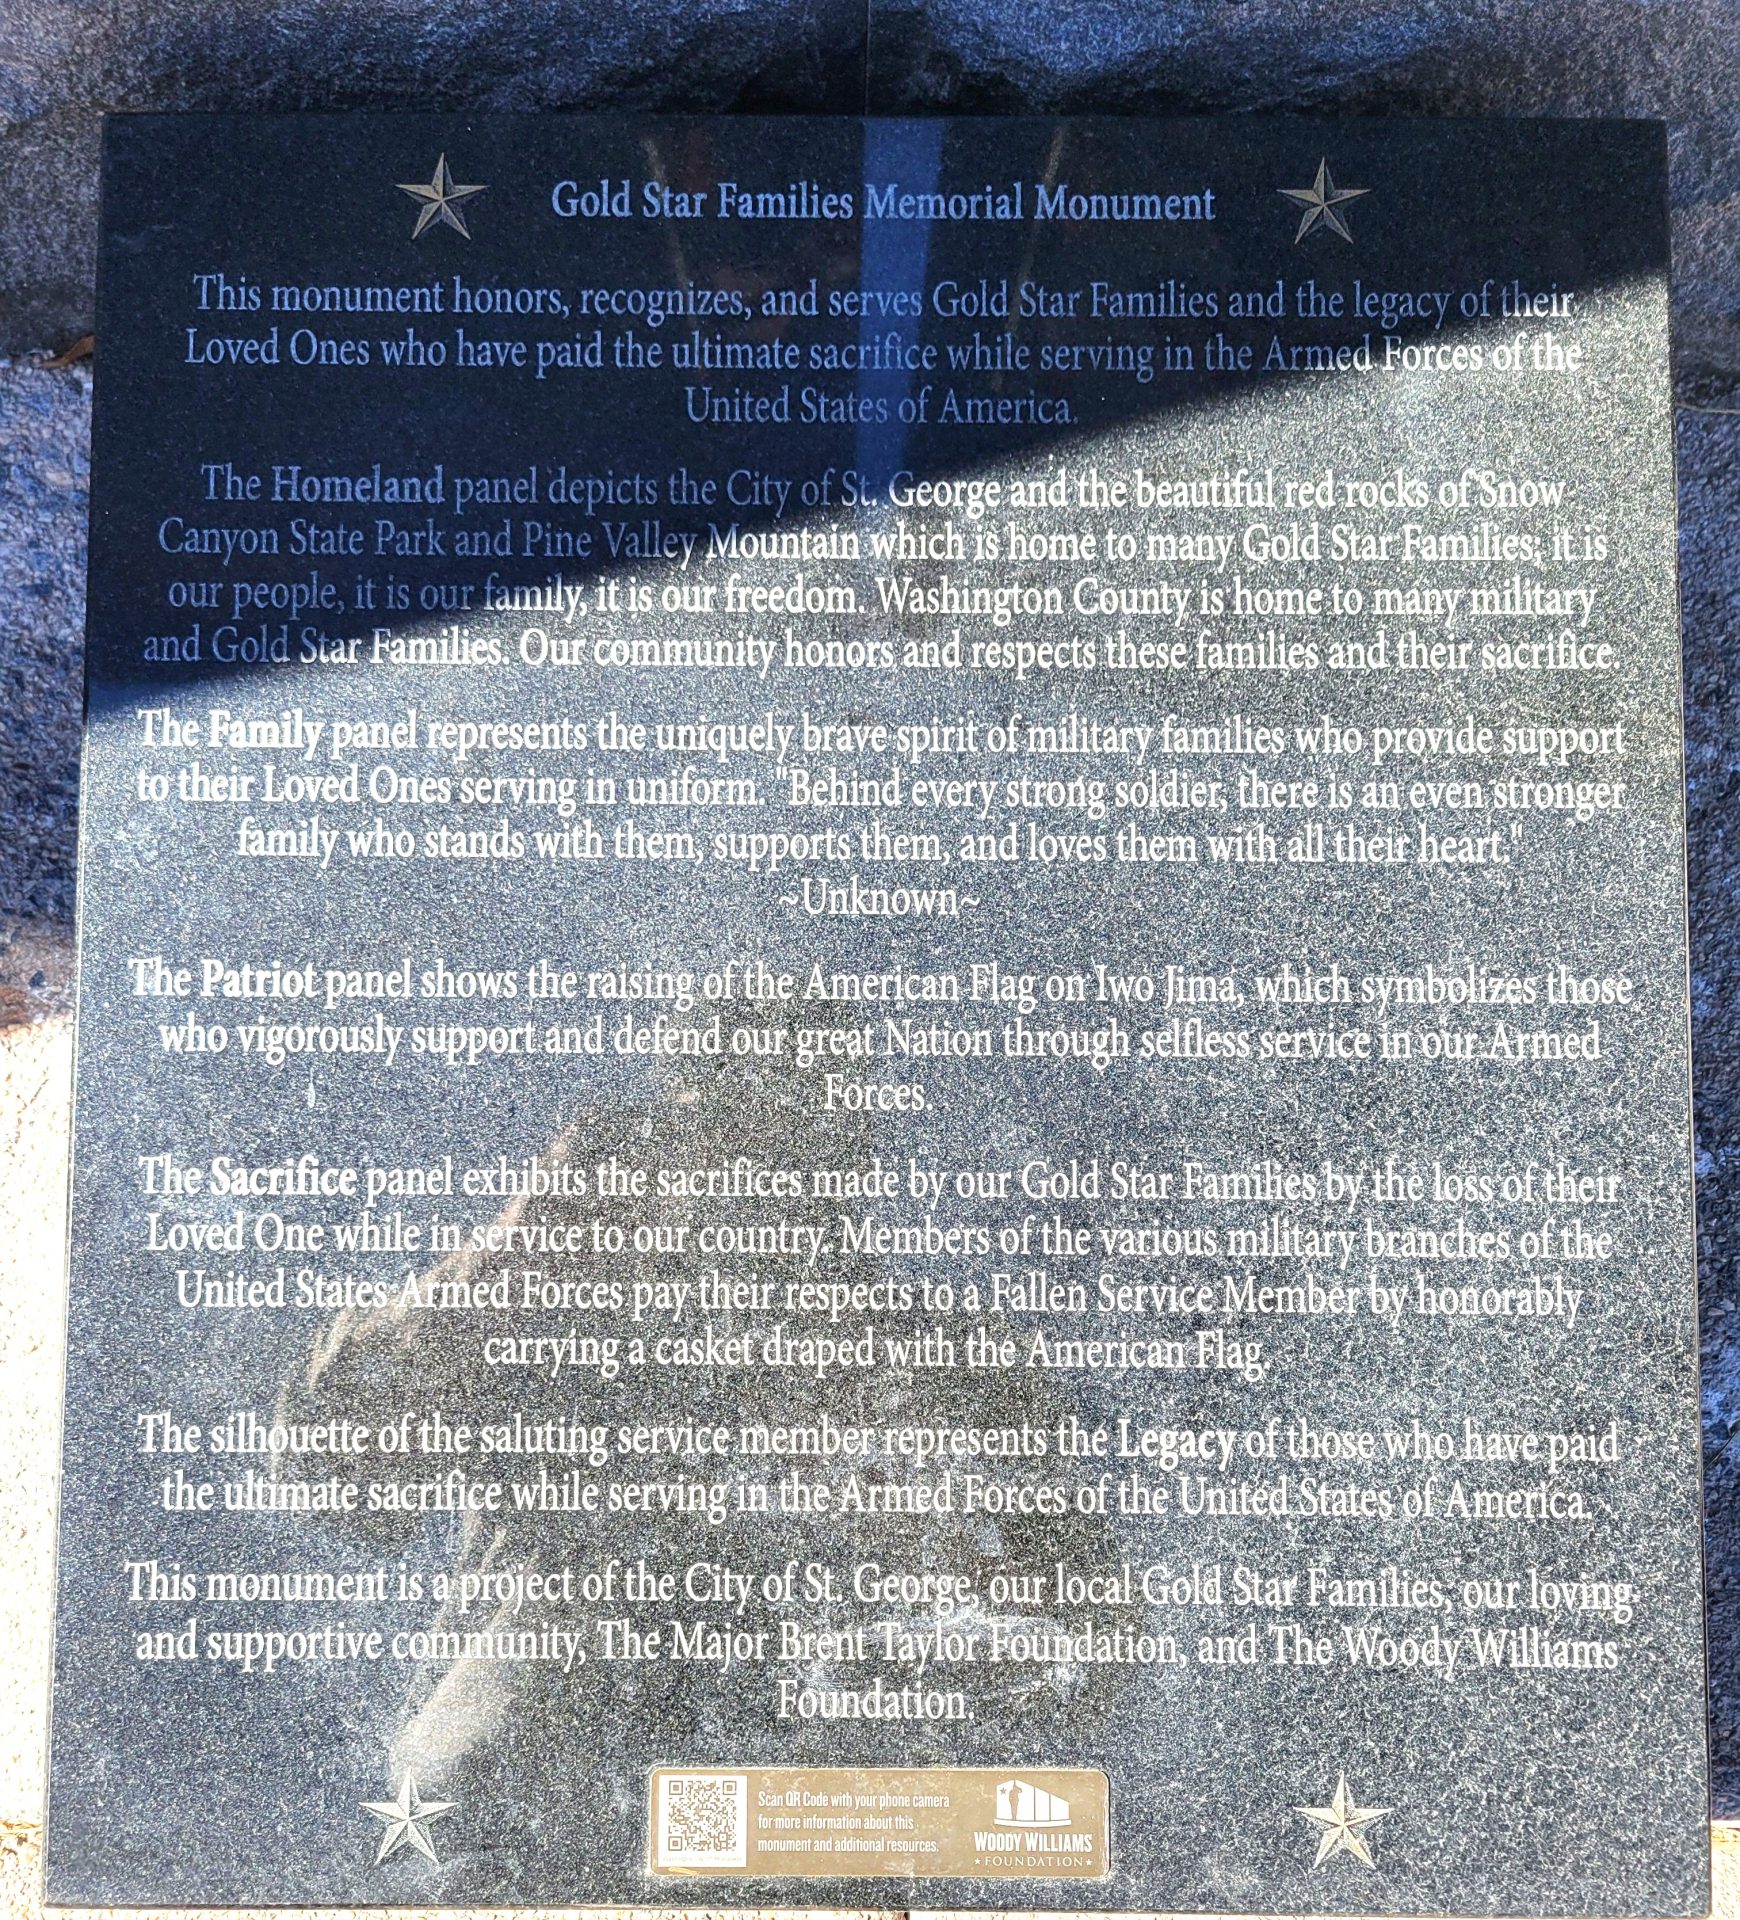 Gold Star Families Memorial Monument
This monument honors, recognizes, and serves Gold Star Families and the legacy of their
Loved Ones who have paid the ultimate sacrifice while serving in the Armed Forces of the
United States of America.
The Homeland panel depicts the City of St. George and the beautiful red rocks of Snow
Canyon State Park and Pine Valley Mountain which is home to many Gold Star Families; it is
our people, it is our family, it is our freedom. Washington County is home to many military
and Gold Star Families. Our community honors and respects these families and their sacrifice.
The Family panel represents the uniquely brave spirit of military families who provide support
to their Loved Ones serving in uniform. "Behind every strong soldier, there is an even stronger
family who stands with them, supports them, and loves them with all their heart."
~Unknown~
The Patriot panel shows the raising of the American Flag on Iwo Jima, which symbolizes those
who vigorously support and defend our great Nation through selfless service in our Armed
Forces.
The Sacrifice panel exhibits the sacrifices made by our Gold Star Families by the loss of their
Loved One while in service to our country. Members of the various military branches of the
United States Armed Forces pay their respects to a Fallen Service Member by honorably
carrying a casket draped with the American Flag.
The silhouette of the saluting service member represents the Legacy of those who have paid
the ultimate sacrifice while serving in the Armed Forces of the United States of America.
This monument is a project of the City of St. George, our local Gold Star Families, our loving
and supportive community, The Major Brent Taylor Foundation, and The Woody Williams
Foundation.
Scan QR Code with your phone camera
for more information about this
monument and additional resources.
WOODY WILLIAMS
FOUNDATION